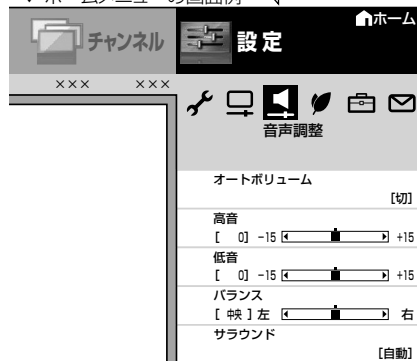 ホームメニューの画面例
チャンネル
設定
ホーム
××× ×××
音声調整
オートボリューム
[切]
高音
[ 0] -15 +15
低音
[ 0] -15 +15
バランス
[中央] 左 右
サラウンド
[自動]